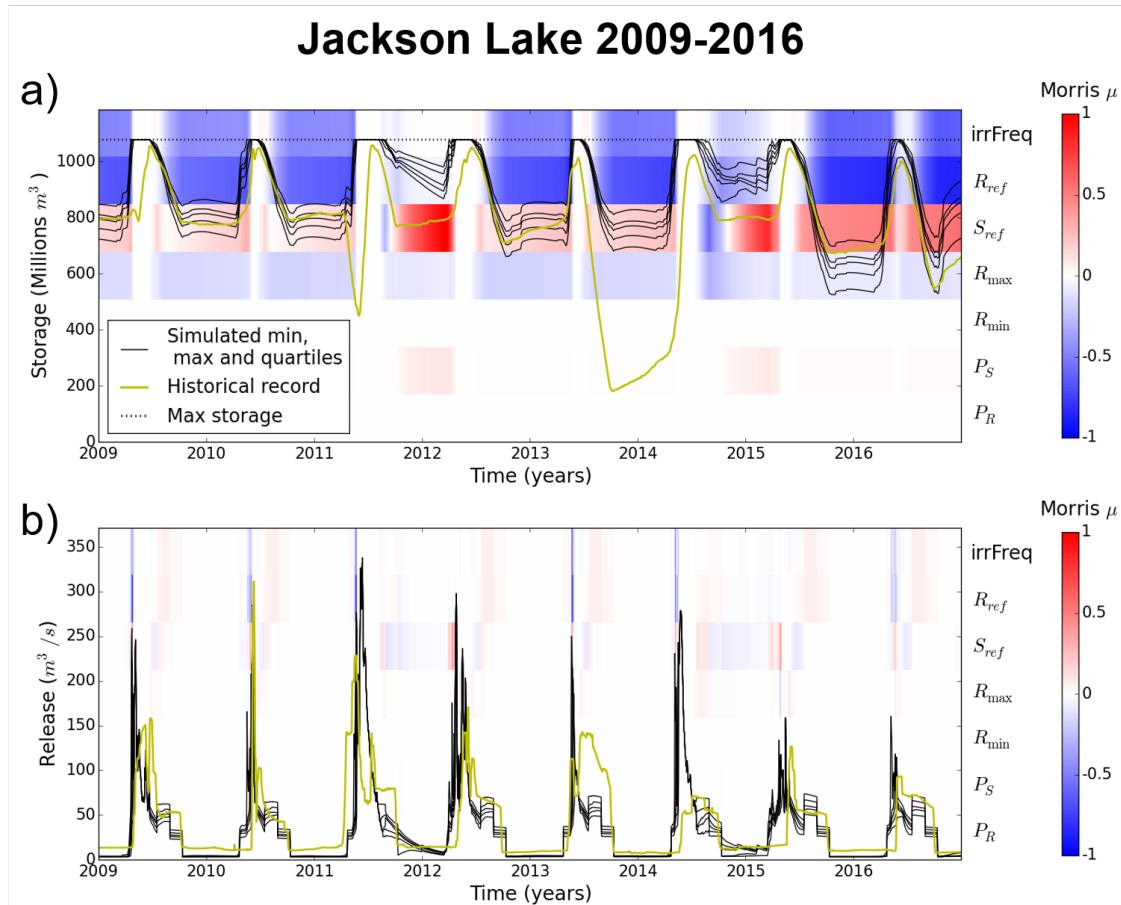 Jackson Lake 2009-2016
a)
Morris μ
Storage (Millions m³)
1000
800
600
400
200
0
Simulated min,
max and quartiles
Historical record
Max storage
irrFreq
R_ref
S_ref
R_max
R_min
P_S
P_R
1
0.5
0
-0.5
-1
2009 2010 2011 2012 2013 2014 2015 2016
Time (years)
b)
Morris μ
Release (m³/s)
350
300
250
200
150
100
50
0
irrFreq
R_ref
S_ref
R_max
R_min
P_S
P_R
1
0.5
0
-0.5
-1
2009 2010 2011 2012 2013 2014 2015 2016
Time (years)